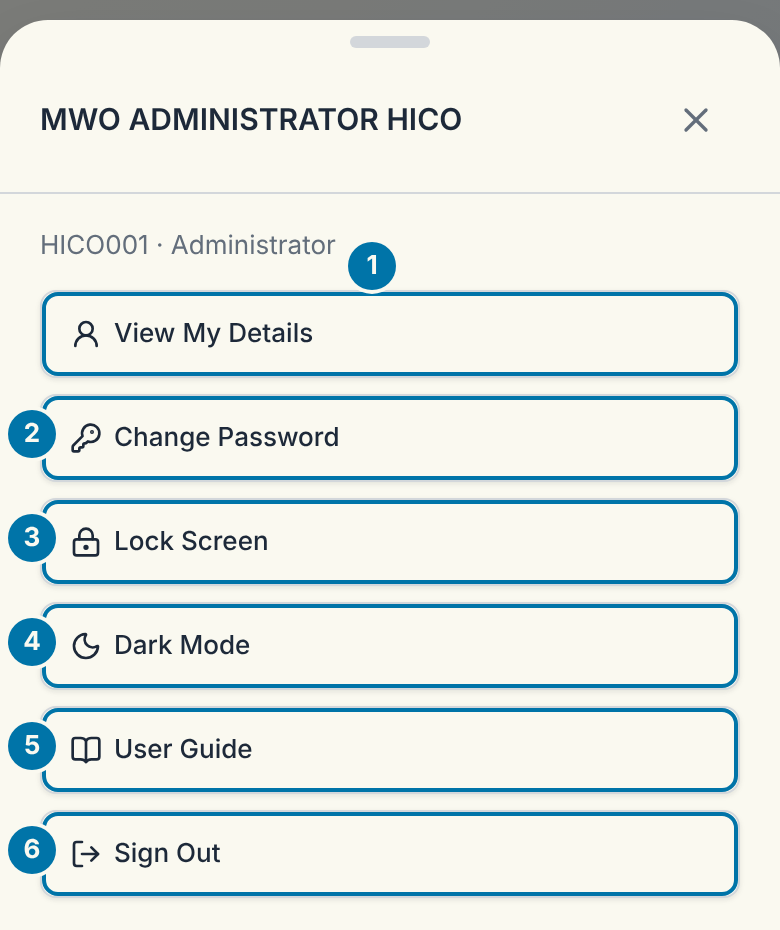 MWO ADMINISTRATOR HICO
HICO001 · Administrator
1
View My Details
2 Change Password
3 Lock Screen
4 Dark Mode
5 User Guide
6 Sign Out